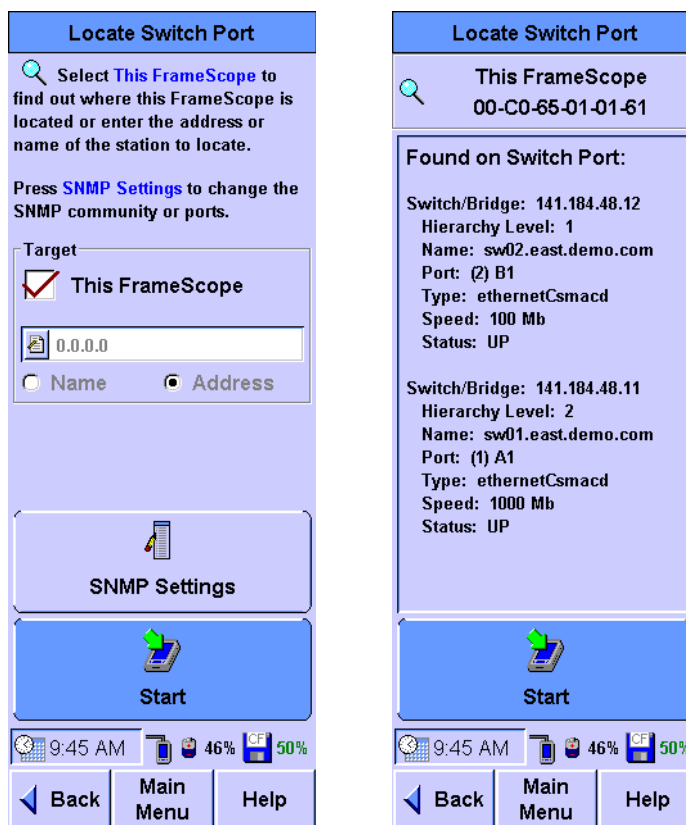 Locate Switch Port
Select This FrameScope to
find out where this FrameScope is
located or enter the address or
name of the station to locate.
Press SNMP Settings to change the
SNMP community or ports.
Target
This FrameScope
0.0.0.0
Name
Address
SNMP Settings
Start
9:45 AM
46%
CF
50%
Back
Main
Menu
Help
Locate Switch Port
This FrameScope
00-C0-65-01-01-61
Found on Switch Port:
Switch/Bridge: 141.184.48.12
Hierarchy Level: 1
Name: sw02.east.demo.com
Port: (2) B1
Type: ethernetCsmacd
Speed: 100 Mb
Status: UP
Switch/Bridge: 141.184.48.11
Hierarchy Level: 2
Name: sw01.east.demo.com
Port: (1) A1
Type: ethernetCsmacd
Speed: 1000 Mb
Status: UP
Start
9:45 AM
46%
CF
50%
Back
Main
Menu
Help